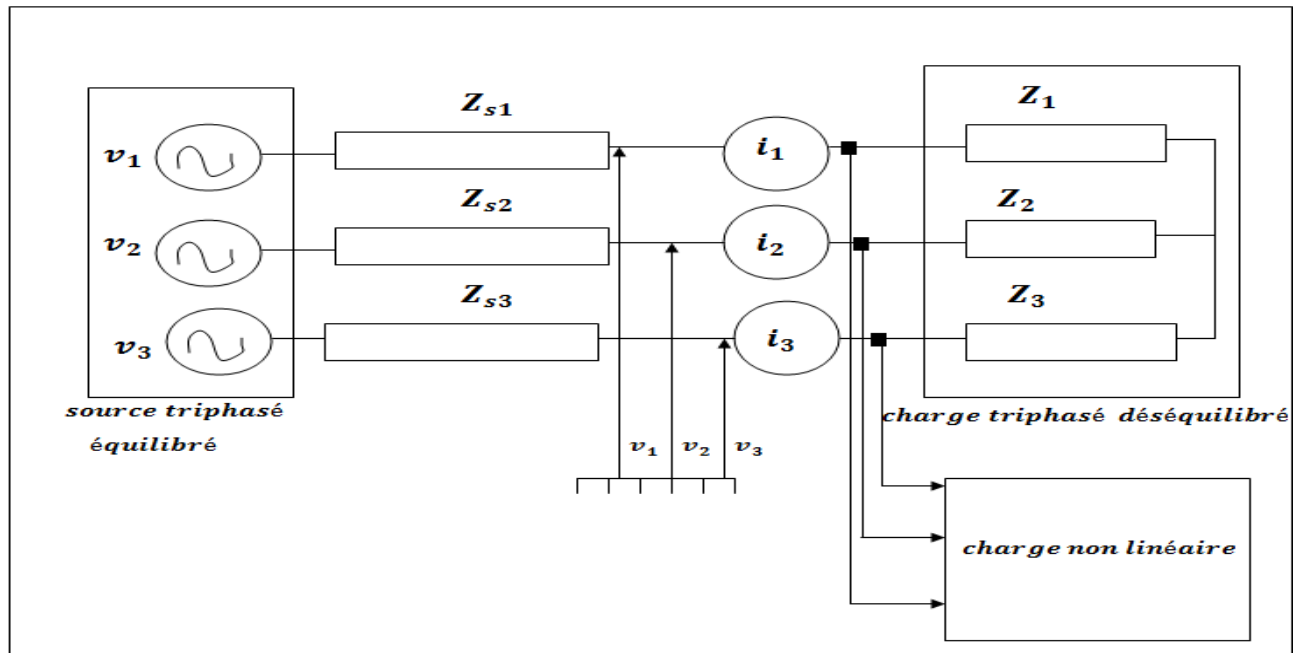 Z_{s1}
Z_1
v_1
i_1
Z_{s2}
Z_2
v_2
i_2
Z_{s3}
Z_3
v_3
i_3
source triphasé
équilibré
charge triphasé déséquilibré
v_1 v_2 v_3
charge non linéaire